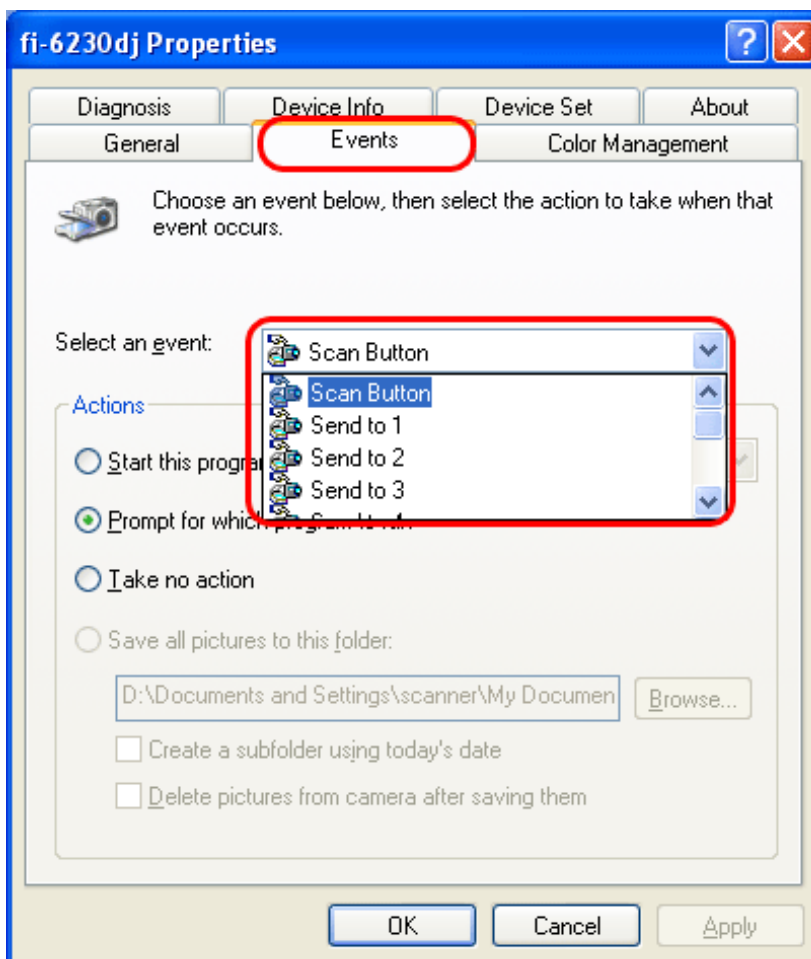 fi-6230dj Properties
Diagnosis Device Info Device Set About
General Events Color Management
Choose an event below, then select the action to take when that
event occurs.
Select an event: Scan Button
Scan Button
Send to 1
Send to 2
Send to 3
Actions
Start this
Prompt for which
Take no action
Save all pictures to this folder:
D:\Documents and Settings\scanner\My Documen Browse...
Create a subfolder using today's date
Delete pictures from camera after saving them
OK Cancel Apply